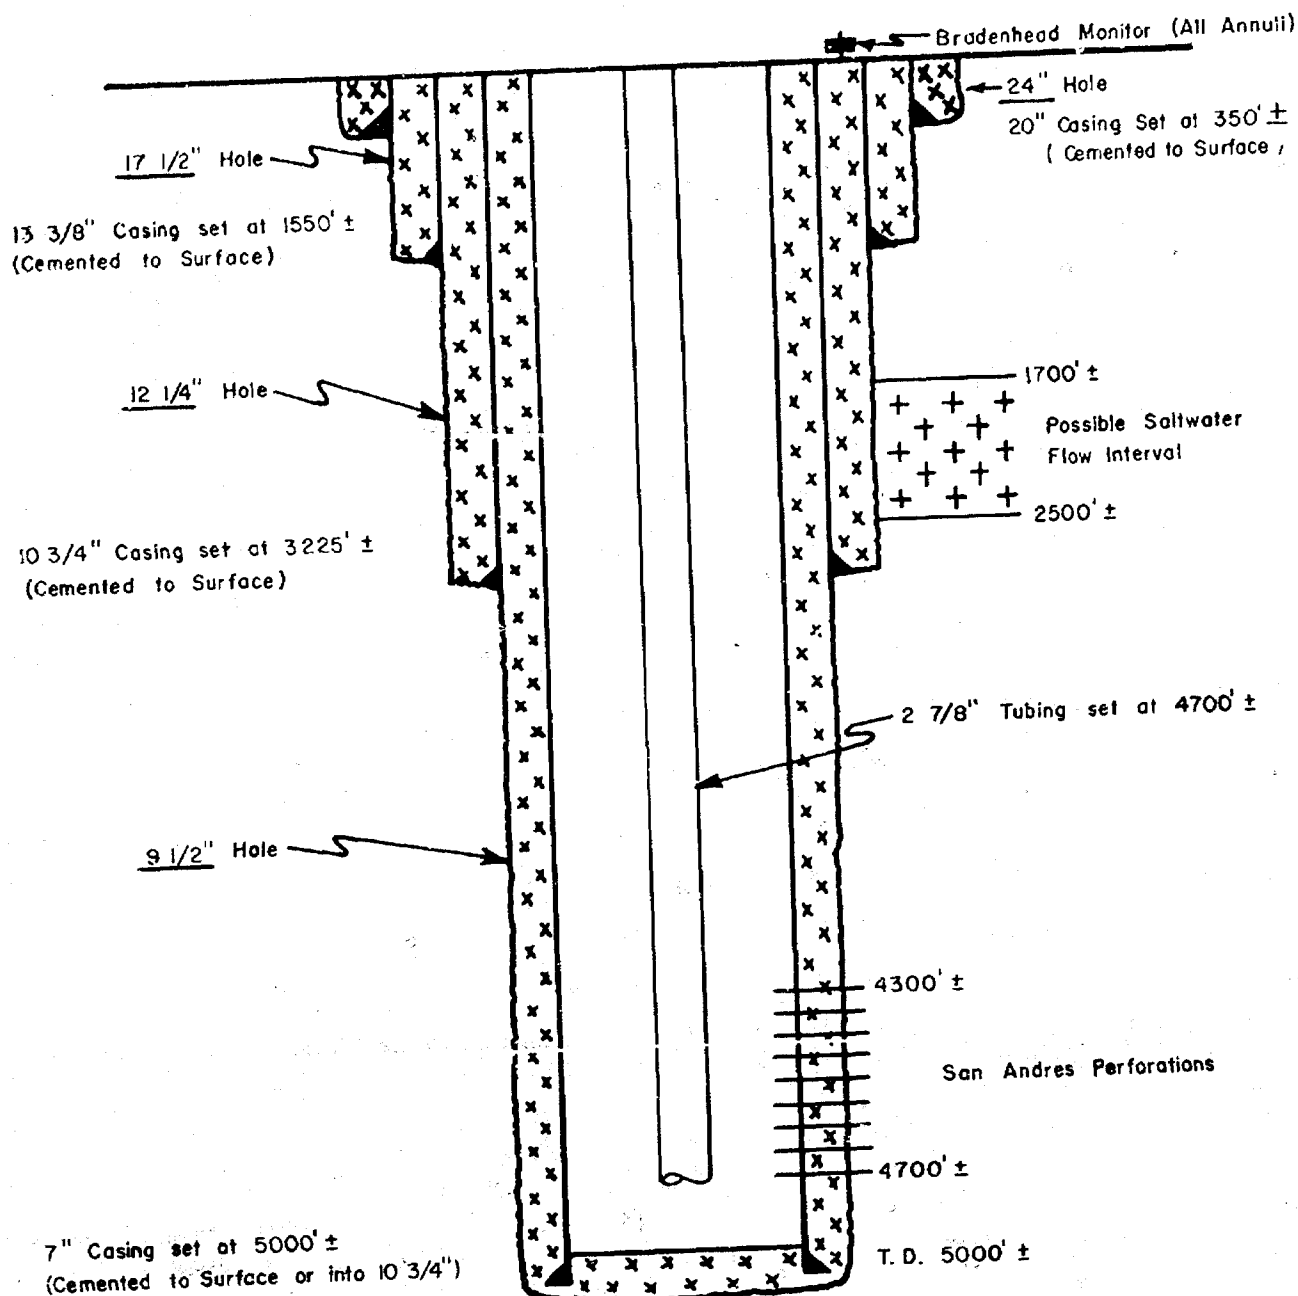 Bradenhead Monitor (All Annuli)
24" Hole
20" Casing Set at 350' ±
( Cemented to Surface ,
17 1/2" Hole
13 3/8" Casing set at 1550' ±
(Cemented to Surface)
1700' ±
12 1/4" Hole
Possible Saltwater
Flow Interval
2500' ±
10 3/4" Casing set at 3225' ±
(Cemented to Surface)
2 7/8" Tubing set at 4700' ±
9 1/2" Hole
4300' ±
San Andres Perforations
4700' ±
7" Casing set at 5000' ±
(Cemented to Surface or into 10 3/4")
T. D. 5000' ±